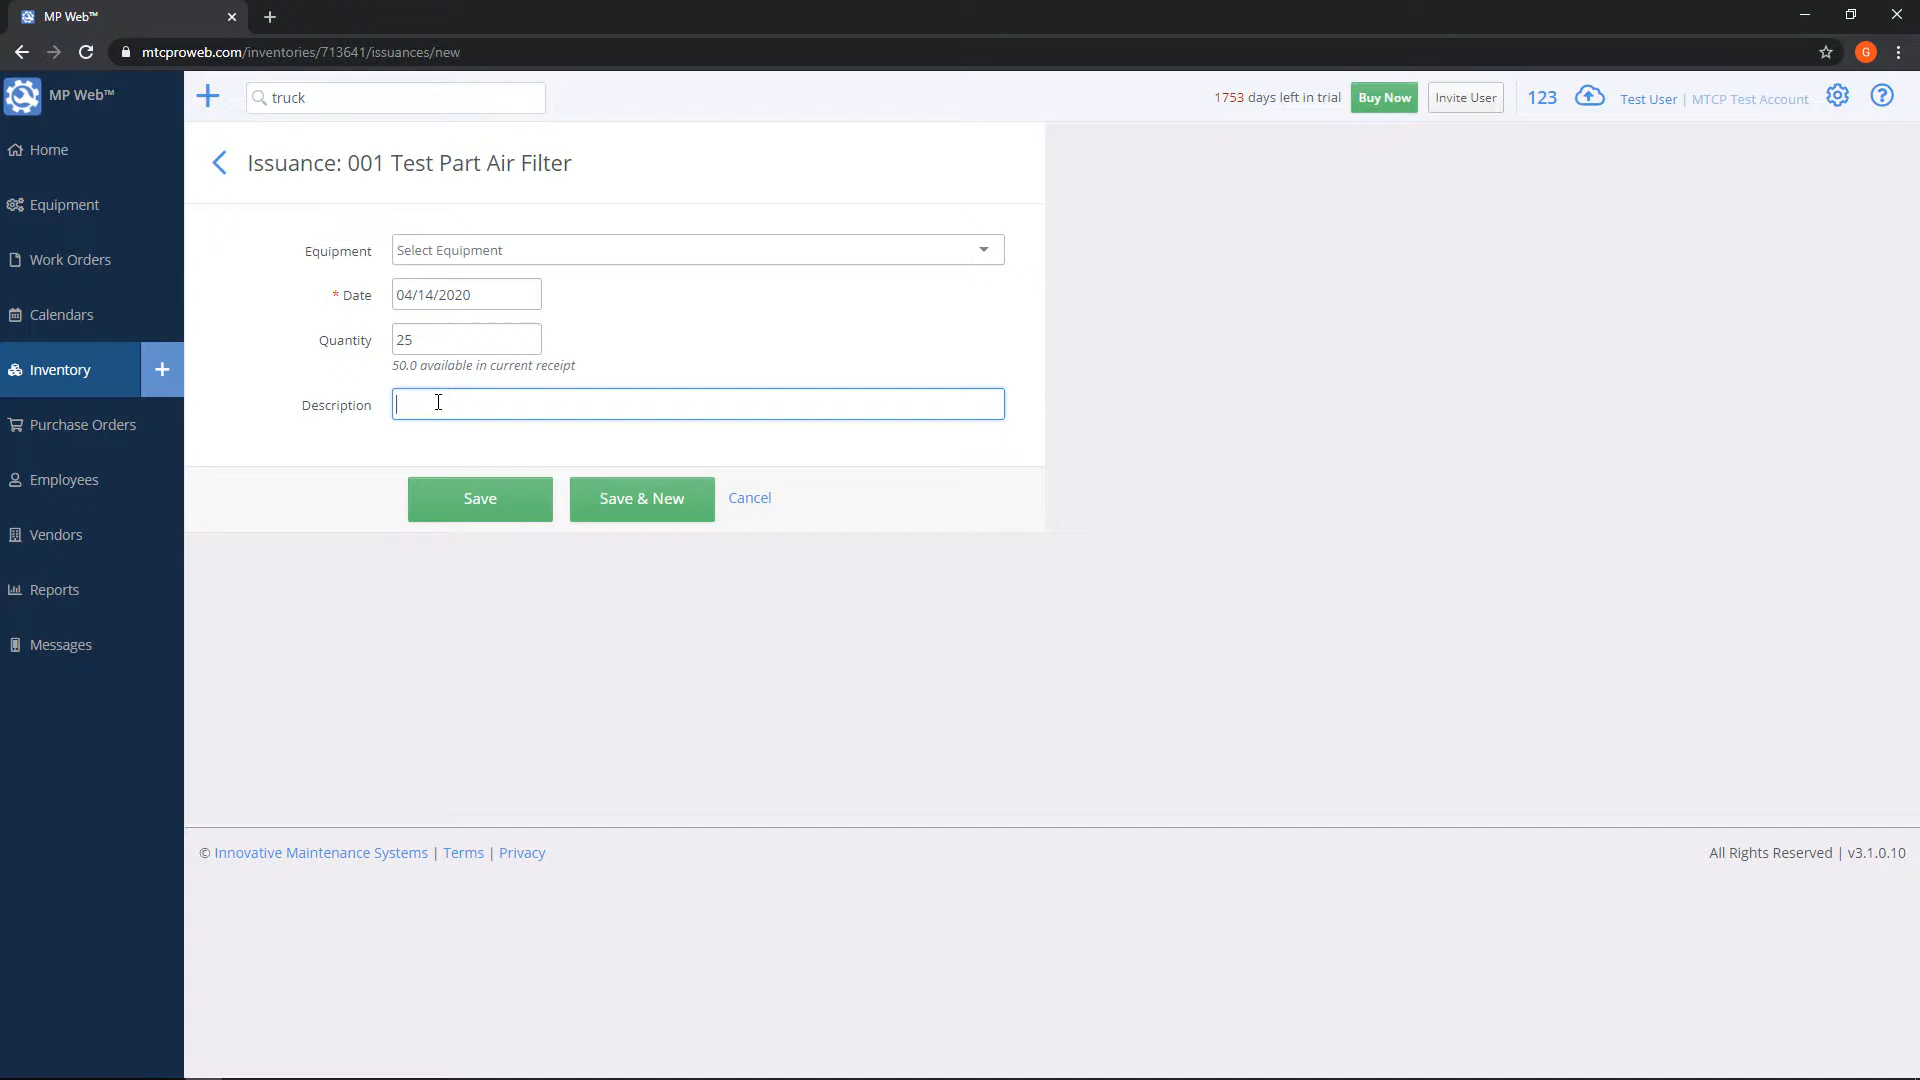 MP Web™
mtcproweb.com/inventories/713641/issuances/new
G
MP Web™
truck
1753 days left in trial
Buy Now
Invite User
123
Test User | MTCP Test Account
Home
Equipment
Work Orders
Calendars
Inventory
Purchase Orders
Employees
Vendors
Reports
Messages
Issuance: 001 Test Part Air Filter
Equipment Select Equipment
* Date 04/14/2020
Quantity 25
50.0 available in current receipt
Description
Save Save & New Cancel
© Innovative Maintenance Systems | Terms | Privacy
All Rights Reserved | v3.1.0.10